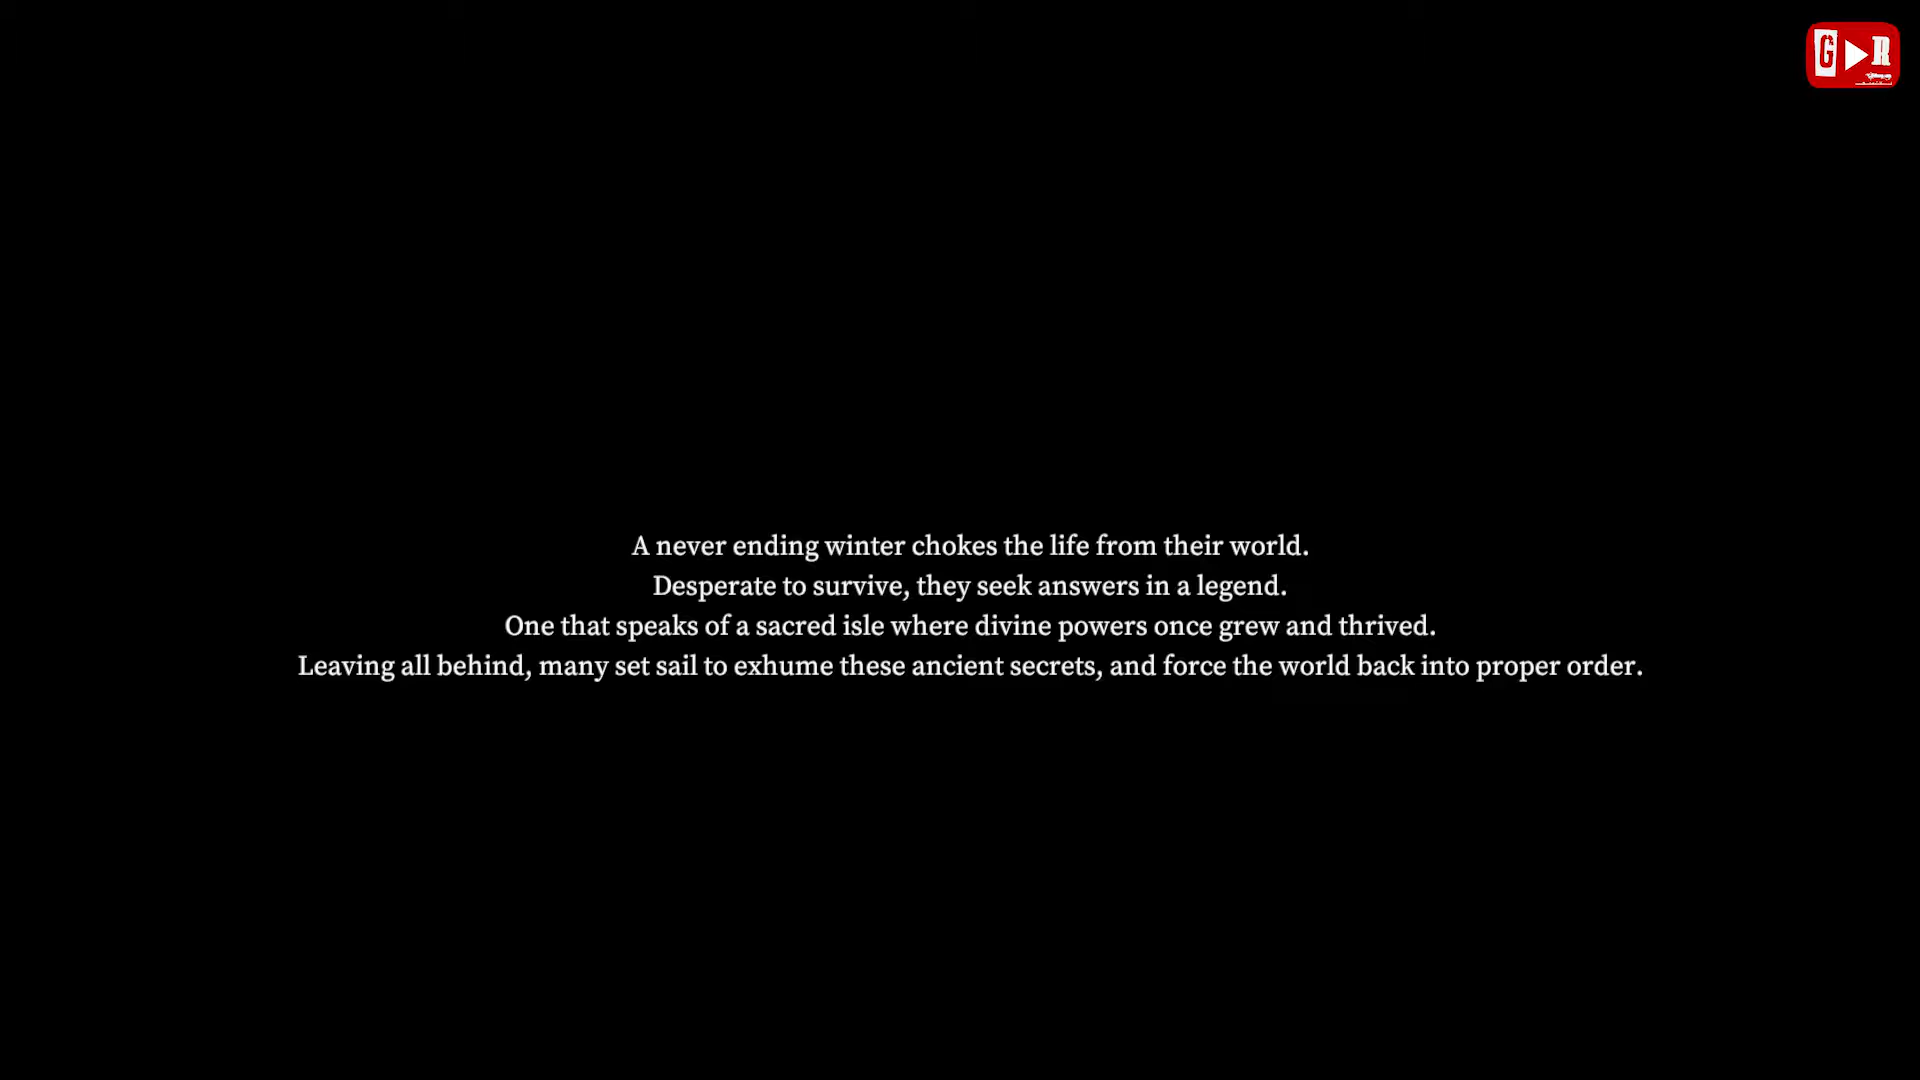 G R
A never ending winter chokes the life from their world.
Desperate to survive, they seek answers in a legend.
One that speaks of a sacred isle where divine powers once grew and thrived.
Leaving all behind, many set sail to exhume these ancient secrets, and force the world back into proper order.